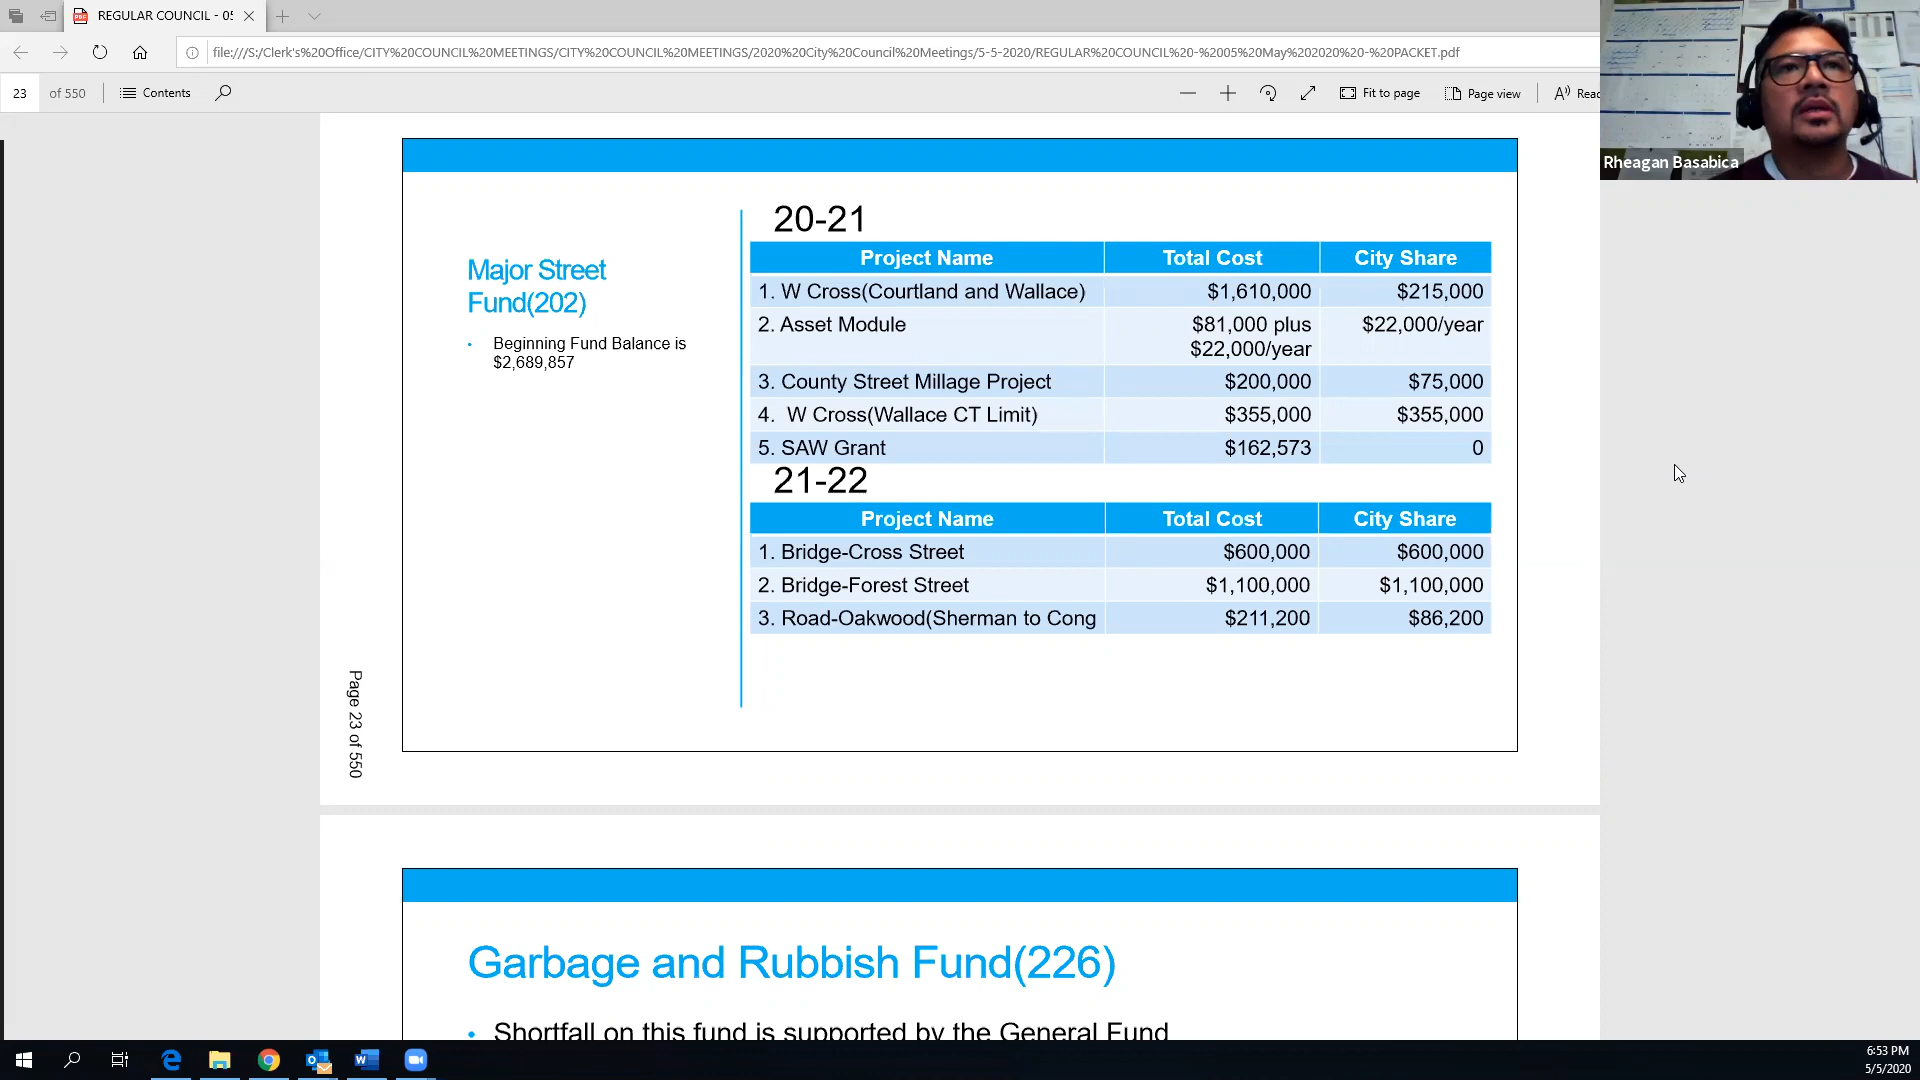 REGULAR COUNCIL - 05
file:///S:/Clerk's%20Office/CITY%20COUNCIL%20MEETINGS/CITY%20COUNCIL%20MEETINGS/2020%20City%20Council%20Meetings/5-5-2020/REGULAR%20COUNCIL%20-%2005%20May%202020%20-%20PACKET.pdf
23 of 550 Contents Fit to page Page view
Rheagan Basabica
Major Street
Fund(202)
• Beginning Fund Balance is
$2,689,857
20-21
Project Name Total Cost City Share
1. W Cross(Courtland and Wallace) $1,610,000 $215,000
2. Asset Module $81,000 plus $22,000/year
$22,000/year
3. County Street Millage Project $200,000 $75,000
4. W Cross(Wallace CT Limit) $355,000 $355,000
5. SAW Grant $162,573 0
21-22
Project Name Total Cost City Share
1. Bridge-Cross Street $600,000 $600,000
2. Bridge-Forest Street $1,100,000 $1,100,000
3. Road-Oakwood(Sherman to Cong $211,200 $86,200
Page 23 of 550
Garbage and Rubbish Fund(226)
• Shortfall on this fund is supported by the General Fund
6:53 PM
5/5/2020